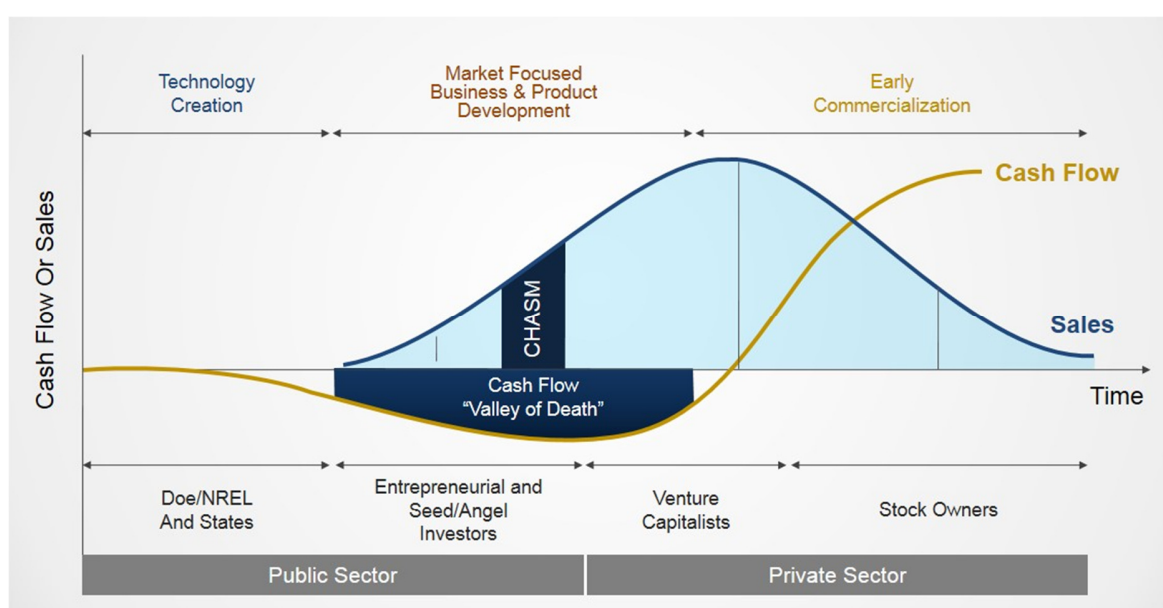 Technology
Creation
Market Focused
Business & Product
Development
Early
Commercialization
Cash Flow
Cash Flow Or Sales
CHASM
Sales
Cash Flow
“Valley of Death”
Time
Doe/NREL
And States
Entrepreneurial and
Seed/Angel
Investors
Venture
Capitalists
Stock Owners
Public Sector
Private Sector